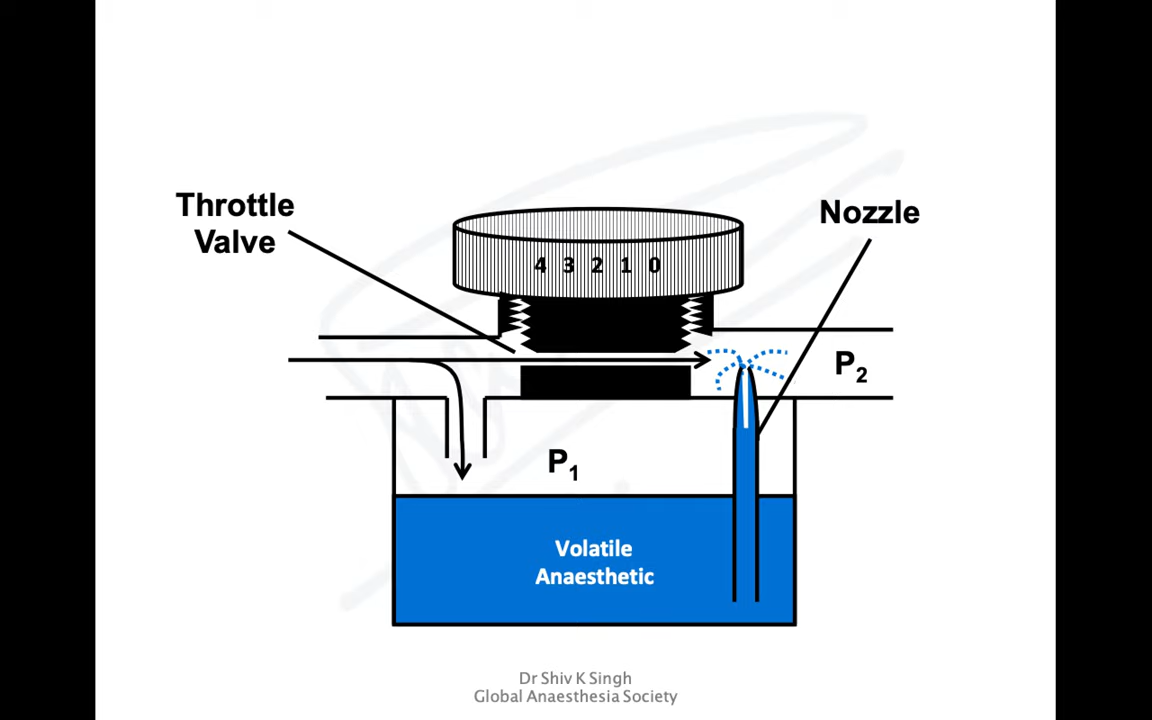 Throttle
Valve
Nozzle
4 3 2 1 0
P2
P1
Volatile
Anaesthetic
Dr Shiv K Singh
Global Anaesthesia Society